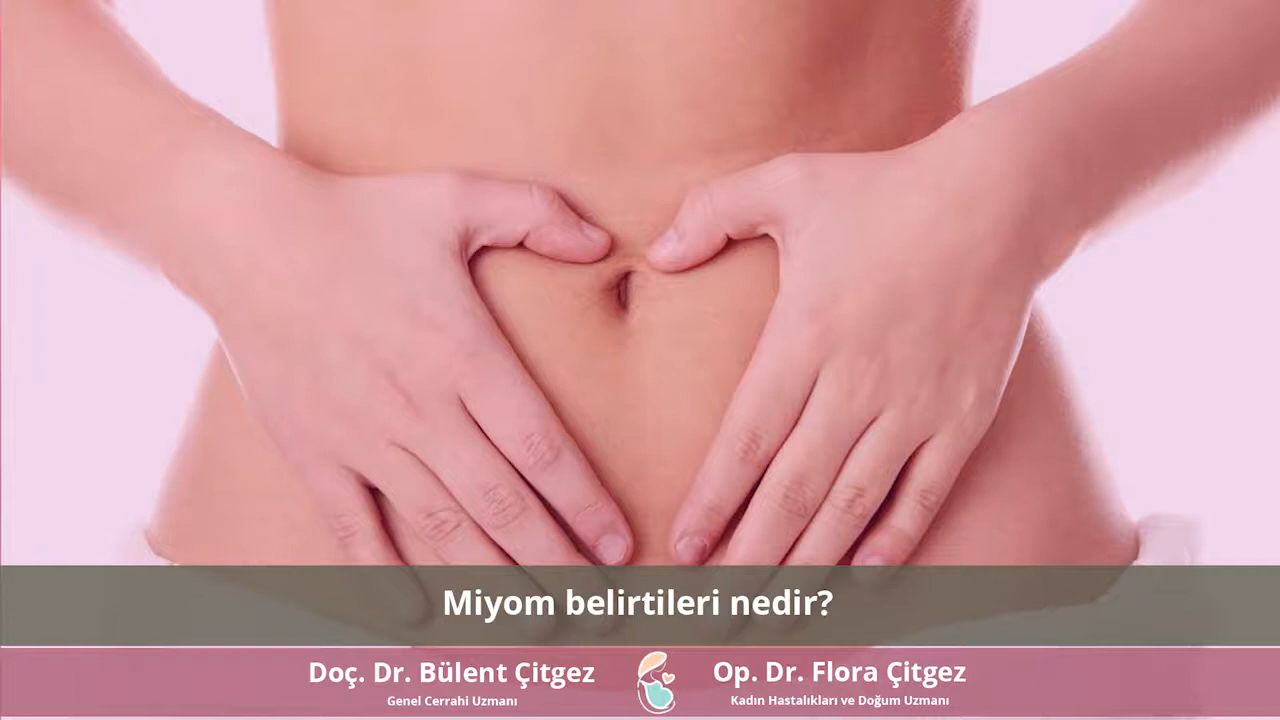 Miyom belirtileri nedir?
Doç. Dr. Bülent Çitgez
Genel Cerrahi Uzmanı
Op. Dr. Flora Çitgez
Kadın Hastalıkları ve Doğum Uzmanı